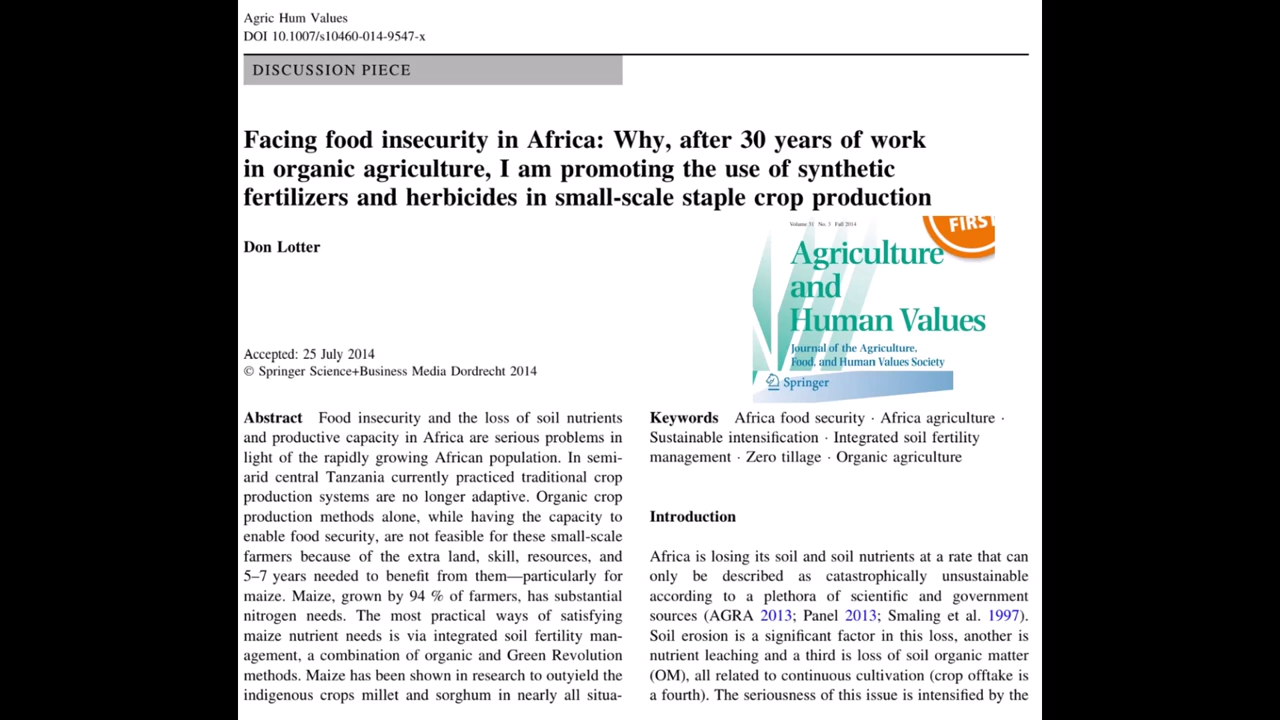 Agric Hum Values
DOI 10.1007/s10460-014-9547-x
DISCUSSION PIECE
Facing food insecurity in Africa: Why, after 30 years of work
in organic agriculture, I am promoting the use of synthetic
fertilizers and herbicides in small-scale staple crop production
Don Lotter
Volume 31 No. 3 Fall 2014
FIRST
Agriculture
and
Human Values
Journal of the Agriculture,
Food, and Human Values Society
Springer
Accepted: 25 July 2014
© Springer Science+Business Media Dordrecht 2014
Abstract Food insecurity and the loss of soil nutrients
and productive capacity in Africa are serious problems in
light of the rapidly growing African population. In semi-
arid central Tanzania currently practiced traditional crop
production systems are no longer adaptive. Organic crop
production methods alone, while having the capacity to
enable food security, are not feasible for these small-scale
farmers because of the extra land, skill, resources, and
5–7 years needed to benefit from them—particularly for
maize. Maize, grown by 94 % of farmers, has substantial
nitrogen needs. The most practical ways of satisfying
maize nutrient needs is via integrated soil fertility man-
agement, a combination of organic and Green Revolution
methods. Maize has been shown in research to outyield the
indigenous crops millet and sorghum in nearly all situa-
Keywords Africa food security · Africa agriculture ·
Sustainable intensification · Integrated soil fertility
management · Zero tillage · Organic agriculture
Introduction
Africa is losing its soil and soil nutrients at a rate that can
only be described as catastrophically unsustainable
according to a plethora of scientific and government
sources (AGRA 2013; Panel 2013; Smaling et al. 1997).
Soil erosion is a significant factor in this loss, another is
nutrient leaching and a third is loss of soil organic matter
(OM), all related to continuous cultivation (crop offtake is
a fourth). The seriousness of this issue is intensified by the